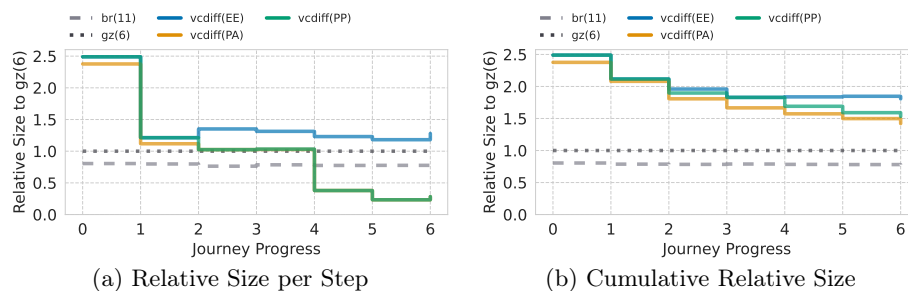 br(11) vcdiff(EE) vcdiff(PP)
gz(6) vcdiff(PA)
Relative Size to gz(6)
2.5
2.0
1.5
1.0
0.5
0.0
0 1 2 3 4 5 6
Journey Progress
(a) Relative Size per Step
br(11) vcdiff(EE) vcdiff(PP)
gz(6) vcdiff(PA)
Relative Size to gz(6)
2.5
2.0
1.5
1.0
0.5
0.0
0 1 2 3 4 5 6
Journey Progress
(b) Cumulative Relative Size